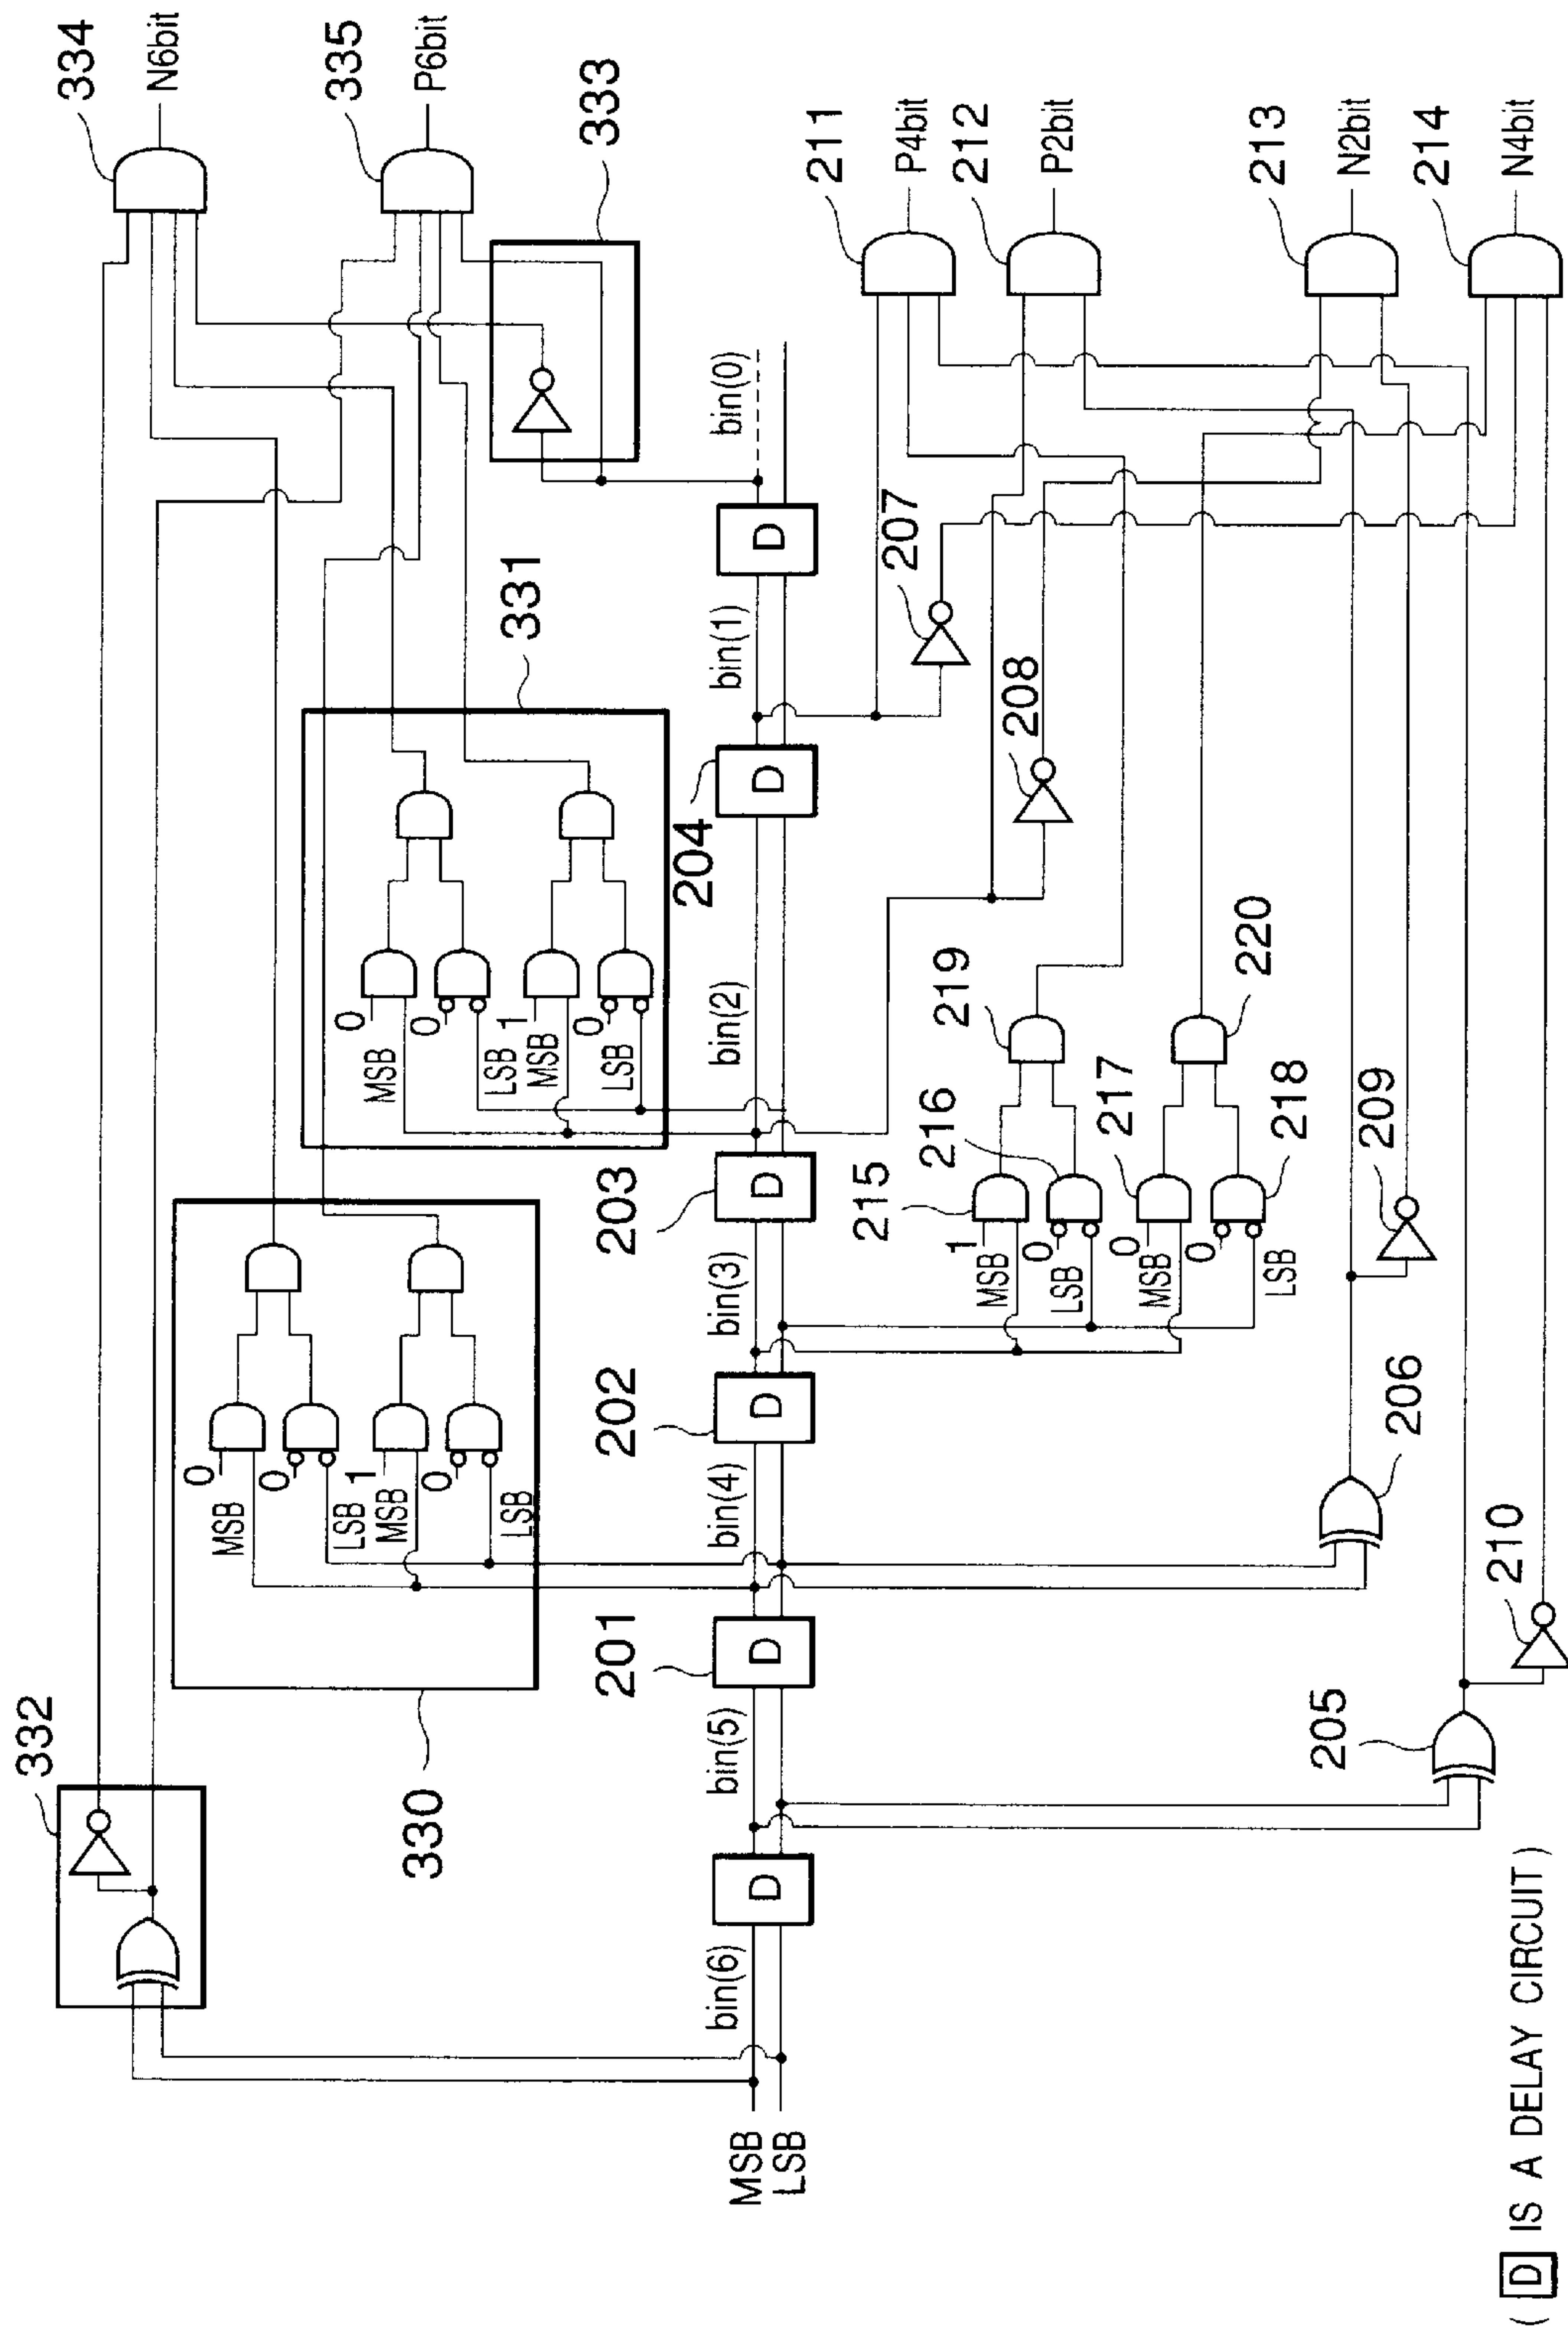 332
334
N6bit
335
P6bit
333
330
0
MSB
0
LSB
1
MSB
0
LSB
331
0
MSB
0
LSB
1
MSB
0
LSB
MSB
LSB
bin(6)
D
bin(5)
201
D
bin(4)
202
D
bin(3)
203
D
bin(2)
204
D
bin(1)
D
bin(0)
211
P4bit
212
P2bit
213
N2bit
214
N4bit
207
208
215
1
MSB
216
0
LSB
219
217
0
MSB
0
LSB
218
220
209
206
205
210
( D IS A DELAY CIRCUIT )